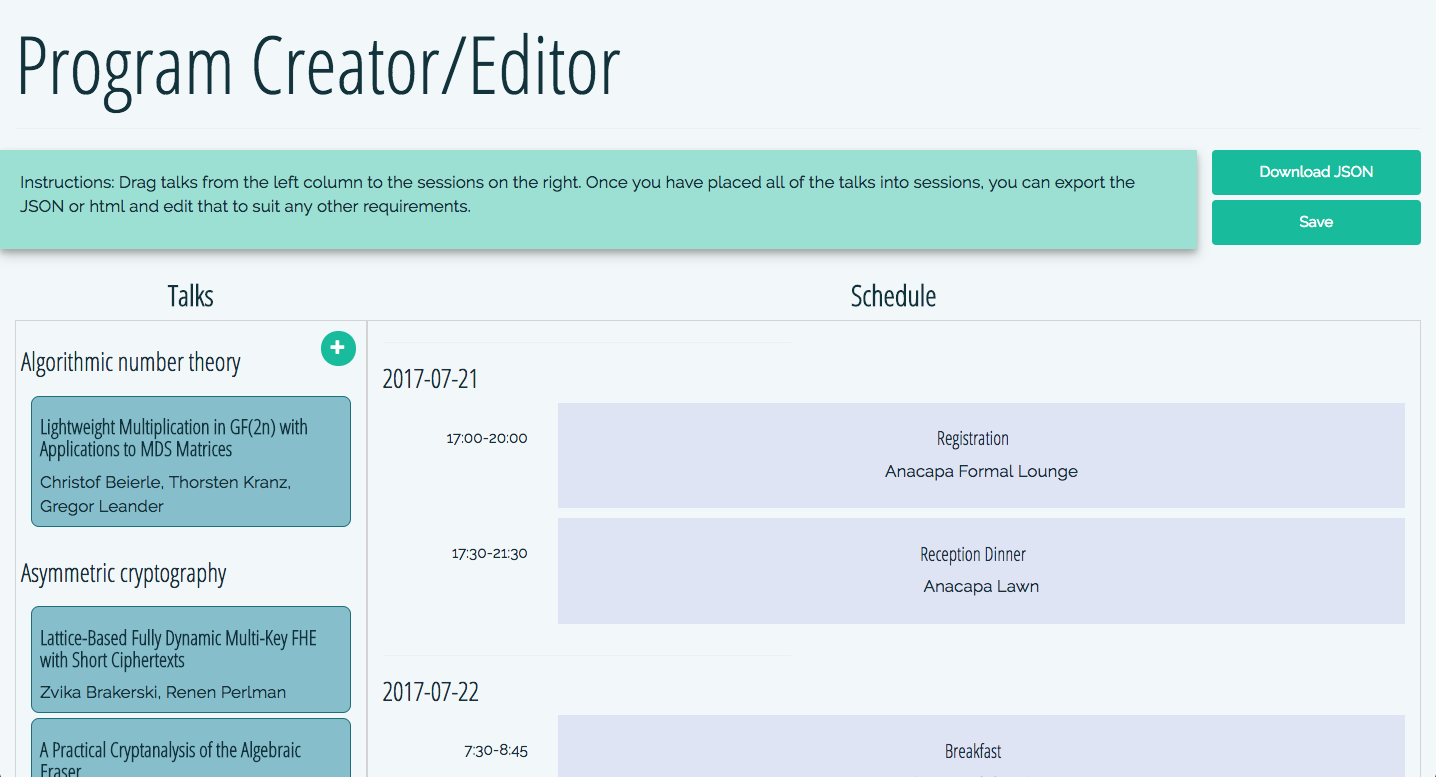 Program Creator/Editor
Instructions: Drag talks from the left column to the sessions on the right. Once you have placed all of the talks into sessions, you can export the
JSON or html and edit that to suit any other requirements.
Download JSON
Save
Talks
Algorithmic number theory
Lightweight Multiplication in GF(2n) with
Applications to MDS Matrices
Christof Beierle, Thorsten Kranz,
Gregor Leander
Asymmetric cryptography
Lattice-Based Fully Dynamic Multi-Key FHE
with Short Ciphertexts
Zvika Brakerski, Renen Perlman
A Practical Cryptanalysis of the Algebraic
Eraser
Schedule
2017-07-21
17:00-20:00
Registration
Anacapa Formal Lounge
17:30-21:30
Reception Dinner
Anacapa Lawn
2017-07-22
7:30-8:45
Breakfast